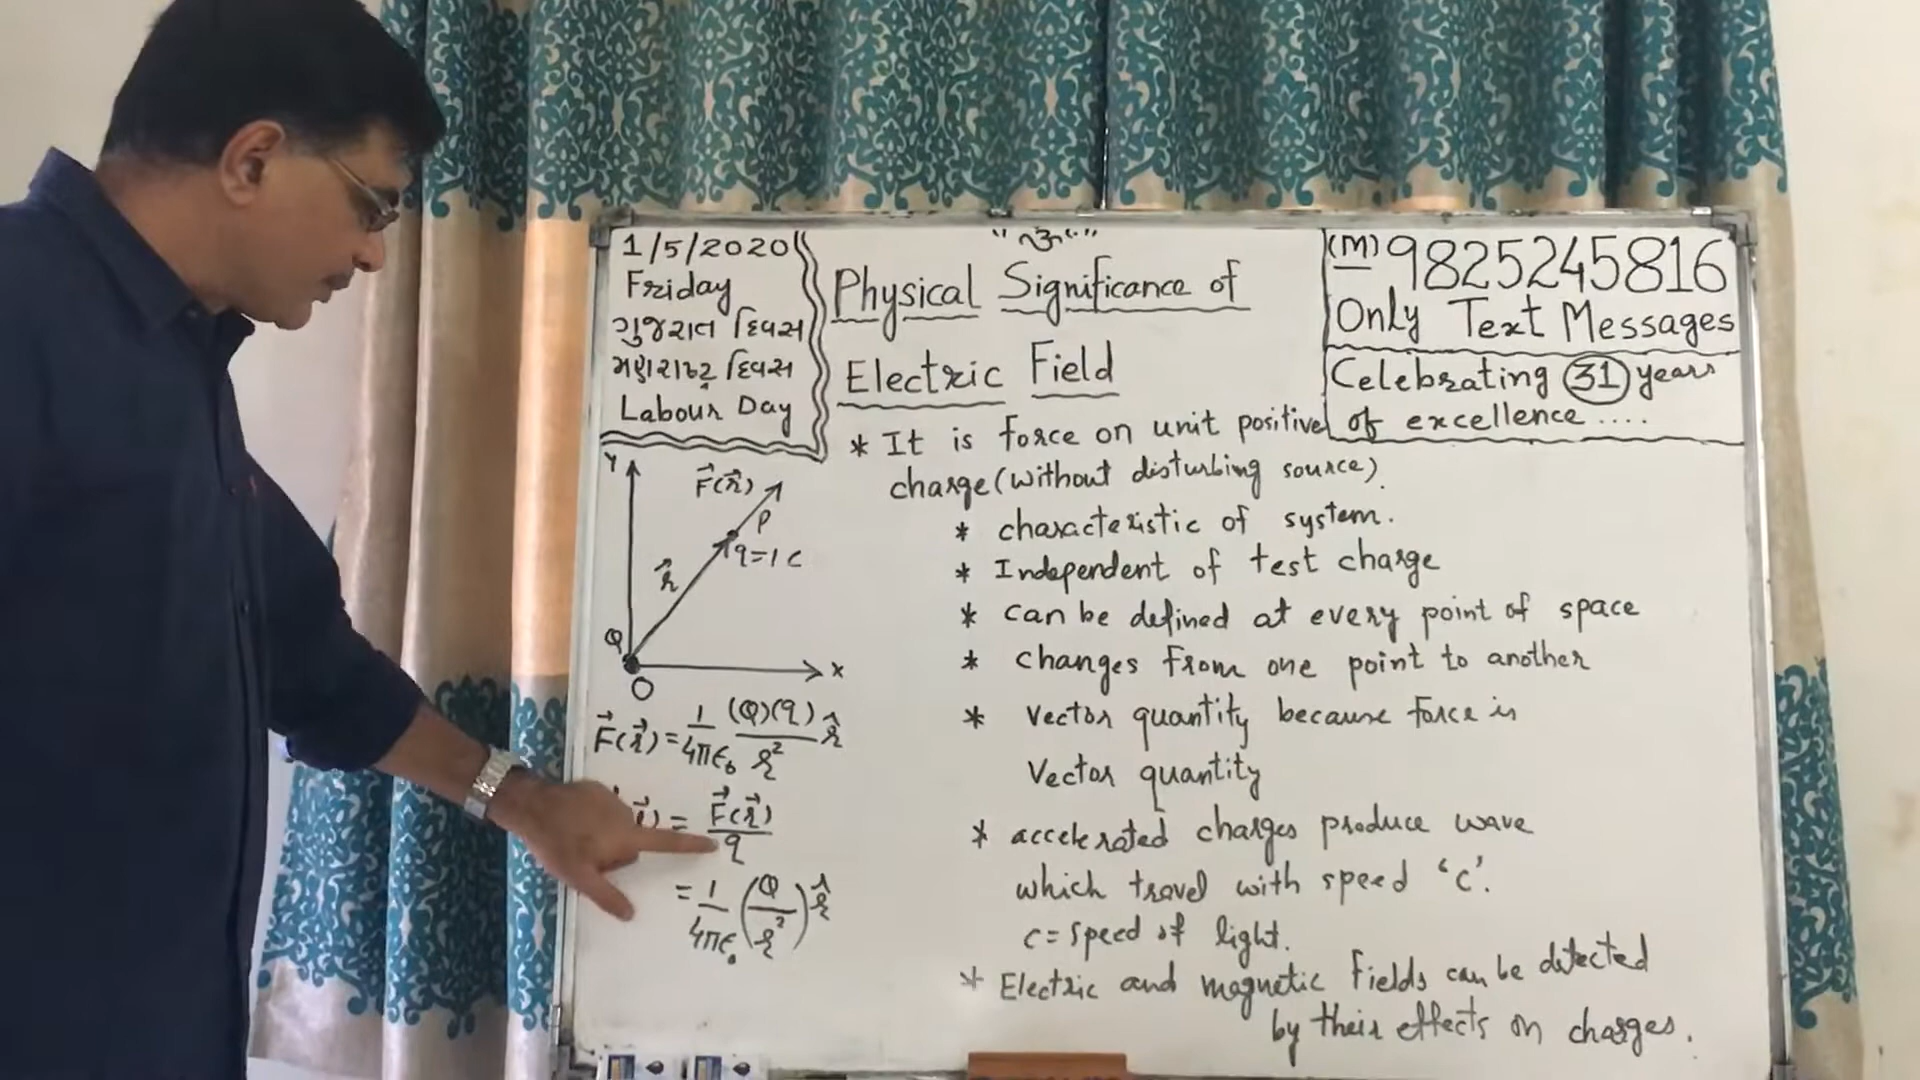 1/5/2020
Friday
ગુજરાત દિવસ
મહારાષ્ટ્ર દિવસ
Labour Day
"ૐ"
Physical Significance of
Electric Field
(M) 9825245816
Only Text Messages
Celebrating 31 years
of excellence ....
* It is force on unit positive
charge (without disturbing source).
* characteristic of system.
* Independent of test charge
* can be defined at every point of space
* changes from one point to another
* Vector quantity because force is
Vector quantity
* accelerated charges produce wave
which travel with speed 'c'.
c = speed of light.
* Electric and magnetic fields can be detected
by their effects on charges.
Y
F⃗(r⃗)
P
q=1 C
r⃗
Q
O
X
F⃗(r⃗) = 1/4πε₀ (Q)(q)/r² r̂
= F⃗(r⃗)/q
= 1/4πε₀ (Q/r²) r̂